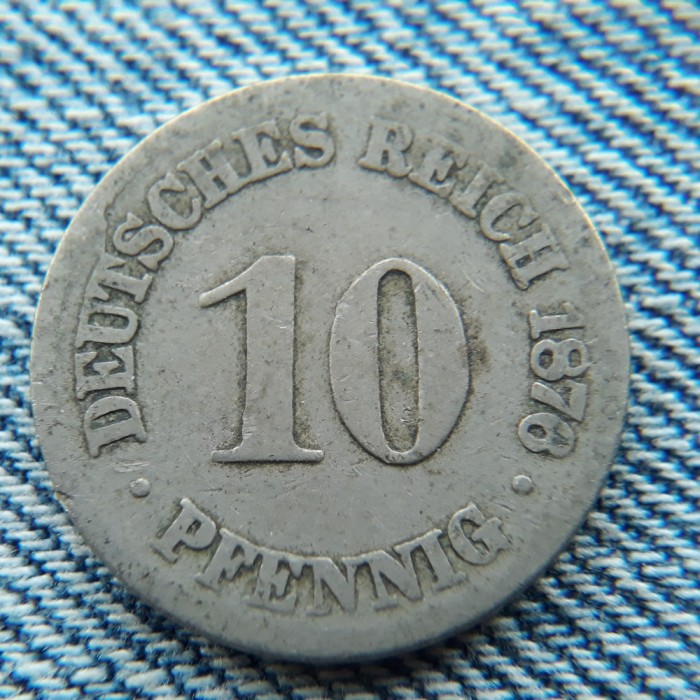 DEUTSCHES REICH 1876
10
PFENNIG